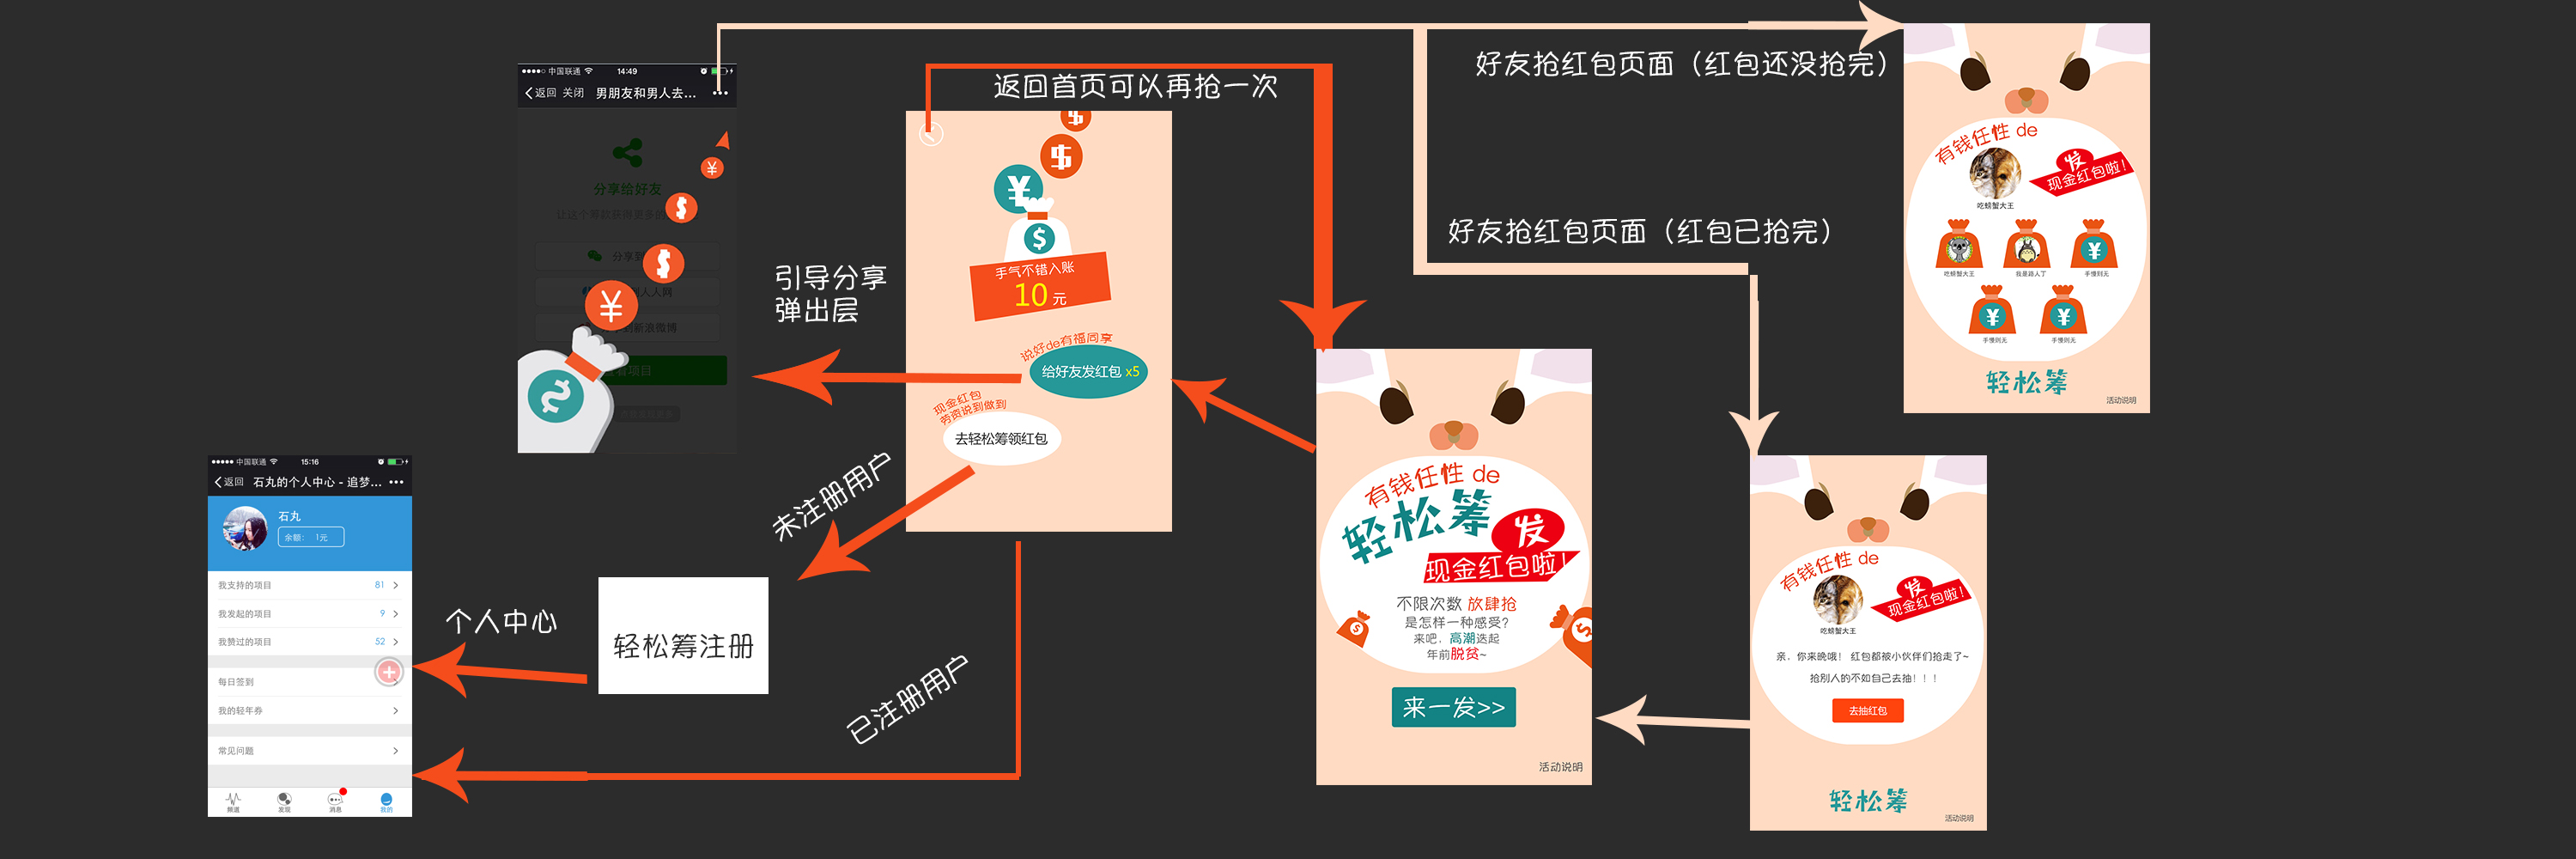 中国联通
14:49
返回 关闭 男朋友和男人去...
分享给好友
分享到
人人网
到新浪微博
看项目
引导分享
弹出层
返回首页可以再抢一次
手气不错入账
10 元
说好de有福同享
给好友发红包 x5
现金红包
劳资说到做到
去轻松筹领红包
未注册用户
已注册用户
中国联通
15:16
返回 石丸的个人中心 - 追梦...
石丸
余额： 1元
我支持的项目 81
我发起的项目 9
我赞过的项目 52
每日签到
我的轻年券
常见问题
频道 发现 消息 我的
个人中心
轻松筹注册
有钱任性 de
轻松筹
发
现金红包啦!
不限次数 放肆抢
是怎样一种感受?
来吧，高潮迭起
年前脱贫~
来一发>>
活动说明
好友抢红包页面（红包还没抢完）
好友抢红包页面（红包已抢完）
有钱任性 de
发
现金红包啦!
吃螃蟹大王
吃螃蟹大王 我是路人丁 手慢则无
手慢则无 手慢则无
轻松筹
活动说明
有钱任性 de
发
现金红包啦!
吃螃蟹大王
亲，你来晚哦！ 红包都被小伙伴们抢走了~
抢别人的不如自己去抽！！！
去抽红包
轻松筹
活动说明